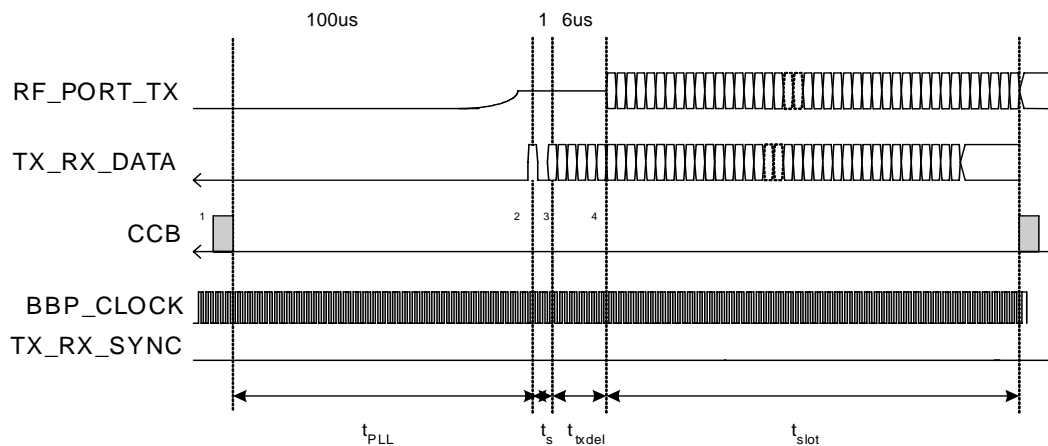 100us 1 6us
RF_PORT_TX
TX_RX_DATA
1 2 3 4
CCB
BBP_CLOCK
TX_RX_SYNC
tPLL ts ttxdel tslot